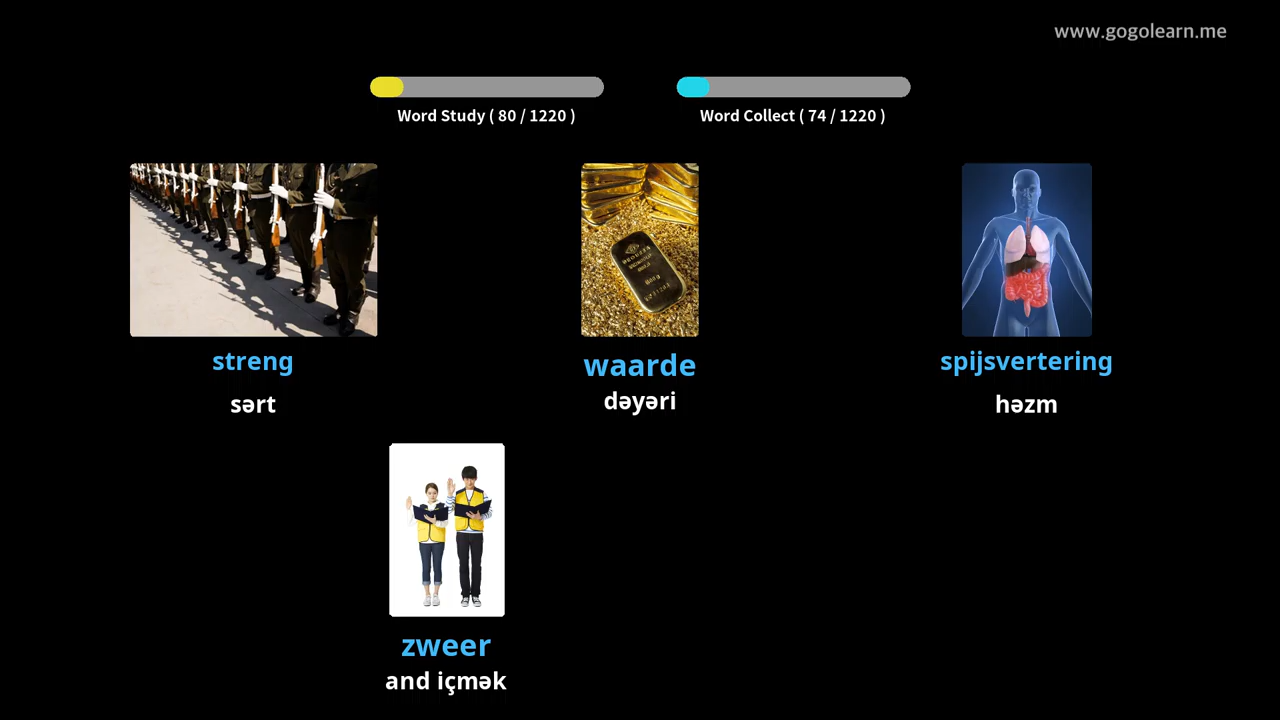 www.gogolearn.me
Word Study ( 80 / 1220 )
Word Collect ( 74 / 1220 )
streng
sərt
waarde
dəyəri
spijsvertering
həzm
zweer
and içmək